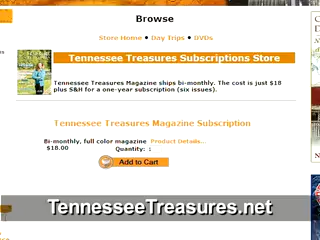 Browse
Store Home • Day Trips • DVDs
Tennessee Treasures Subscriptions Store
Tennessee Treasures Magazine ships bi-monthly. The cost is just $18
plus S&H for a one-year subscription (six issues).
Tennessee Treasures Magazine Subscription
Bi-monthly, full color magazine Product Details...
$18.00 Quantity: :
Add to Cart
TennesseeTreasures.net